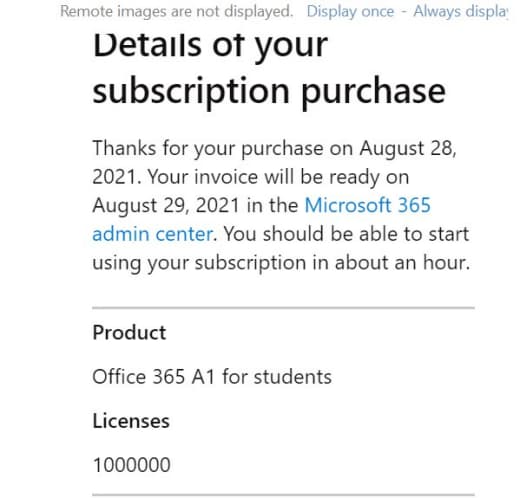 Remote images are not displayed. Display once - Always display
Details of your
subscription purchase
Thanks for your purchase on August 28,
2021. Your invoice will be ready on
August 29, 2021 in the Microsoft 365
admin center. You should be able to start
using your subscription in about an hour.
Product
Office 365 A1 for students
Licenses
1000000